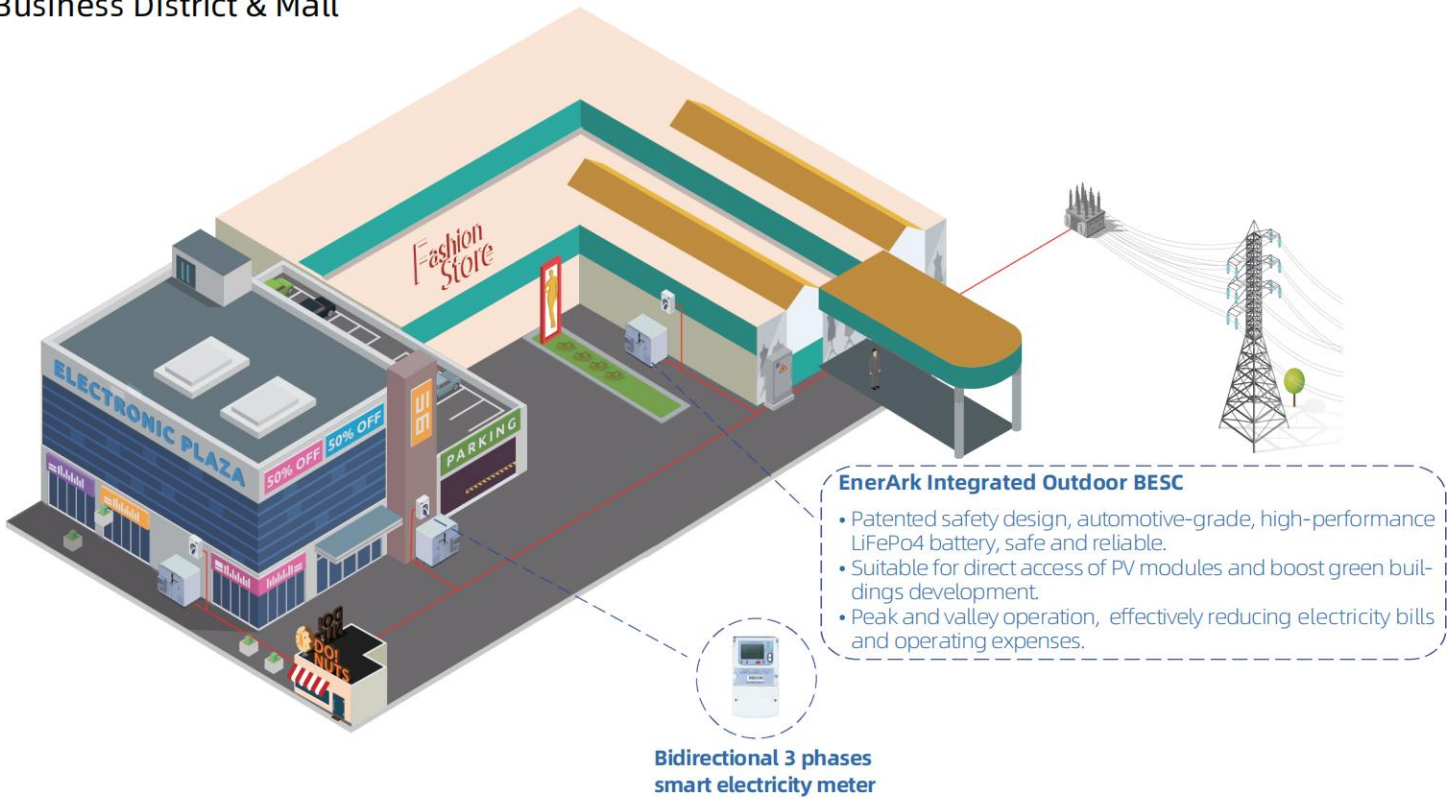 Business District & Mall
Fashion
Store
ELECTRONIC PLAZA
50% OFF
50% OFF
PARKING
DO!
NUTS
EnerArk Integrated Outdoor BESC
• Patented safety design, automotive-grade, high-performance
LiFePo4 battery, safe and reliable.
• Suitable for direct access of PV modules and boost green buil-
dings development.
• Peak and valley operation, effectively reducing electricity bills
and operating expenses.
Bidirectional 3 phases
smart electricity meter